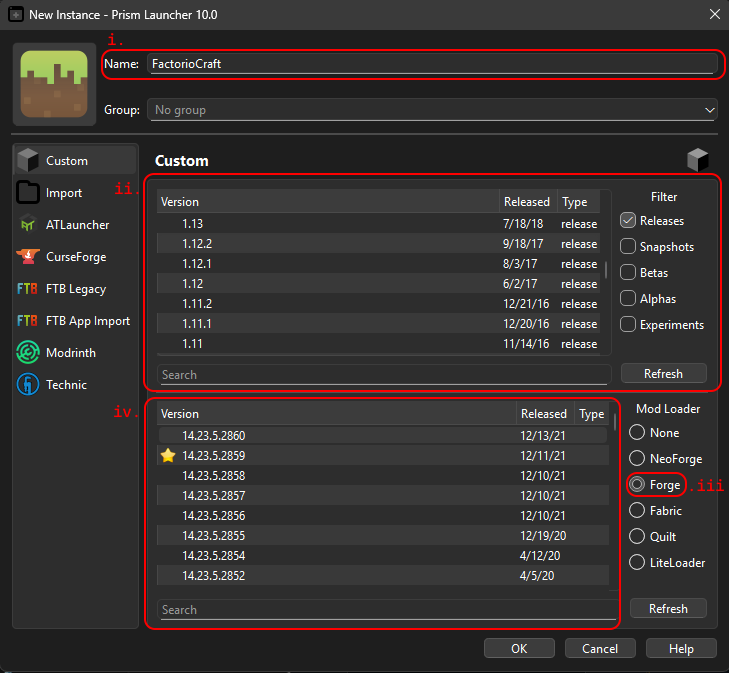 New Instance - Prism Launcher 10.0
i.
Name: FactorioCraft
Group: No group
Custom
Import
ATLauncher
CurseForge
FTB Legacy
FTB App Import
Modrinth
Technic
Custom
ii.
Version Released Type
1.13 7/18/18 release
1.12.2 9/18/17 release
1.12.1 8/3/17 release
1.12 6/2/17 release
1.11.2 12/21/16 release
1.11.1 12/20/16 release
1.11 11/14/16 release
Search
Filter
Releases
Snapshots
Betas
Alphas
Experiments
Refresh
iv.
Version Released Type
14.23.5.2860 12/13/21
14.23.5.2859 12/11/21
14.23.5.2858 12/10/21
14.23.5.2857 12/10/21
14.23.5.2856 12/10/21
14.23.5.2855 12/19/20
14.23.5.2854 4/12/20
14.23.5.2852 4/5/20
Search
Mod Loader
None
NeoForge
Forge .iii
Fabric
Quilt
LiteLoader
Refresh
OK Cancel Help